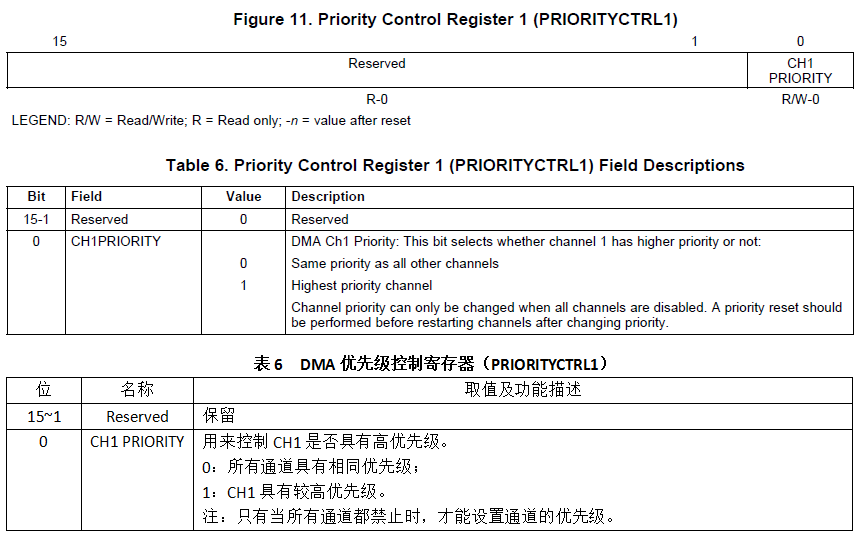 Figure 11. Priority Control Register 1 (PRIORITYCTRL1)
15 1 0
Reserved CH1
PRIORITY
R-0 R/W-0
LEGEND: R/W = Read/Write; R = Read only; -n = value after reset
Table 6. Priority Control Register 1 (PRIORITYCTRL1) Field Descriptions
Bit Field Value Description
15-1 Reserved 0 Reserved
0 CH1PRIORITY DMA Ch1 Priority: This bit selects whether channel 1 has higher priority or not:
0 Same priority as all other channels
1 Highest priority channel
Channel priority can only be changed when all channels are disabled. A priority reset should
be performed before restarting channels after changing priority.
表 6 DMA 优先级控制寄存器（PRIORITYCTRL1）
位 名称 取值及功能描述
15~1 Reserved 保留
0 CH1 PRIORITY 用来控制 CH1 是否具有高优先级。
0：所有通道具有相同优先级；
1：CH1 具有较高优先级。
注：只有当所有通道都禁止时，才能设置通道的优先级。